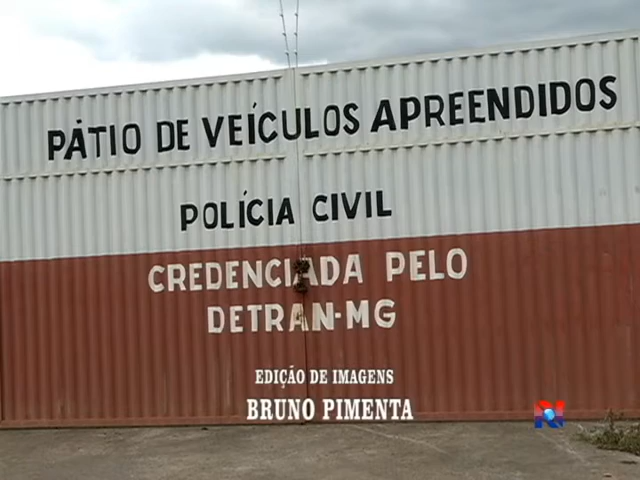 PÁTIO DE VEÍCULOS APREENDIDOS
POLÍCIA CIVIL
CREDENCIADA PELO
DETRAN-MG
EDIÇÃO DE IMAGENS
BRUNO PIMENTA